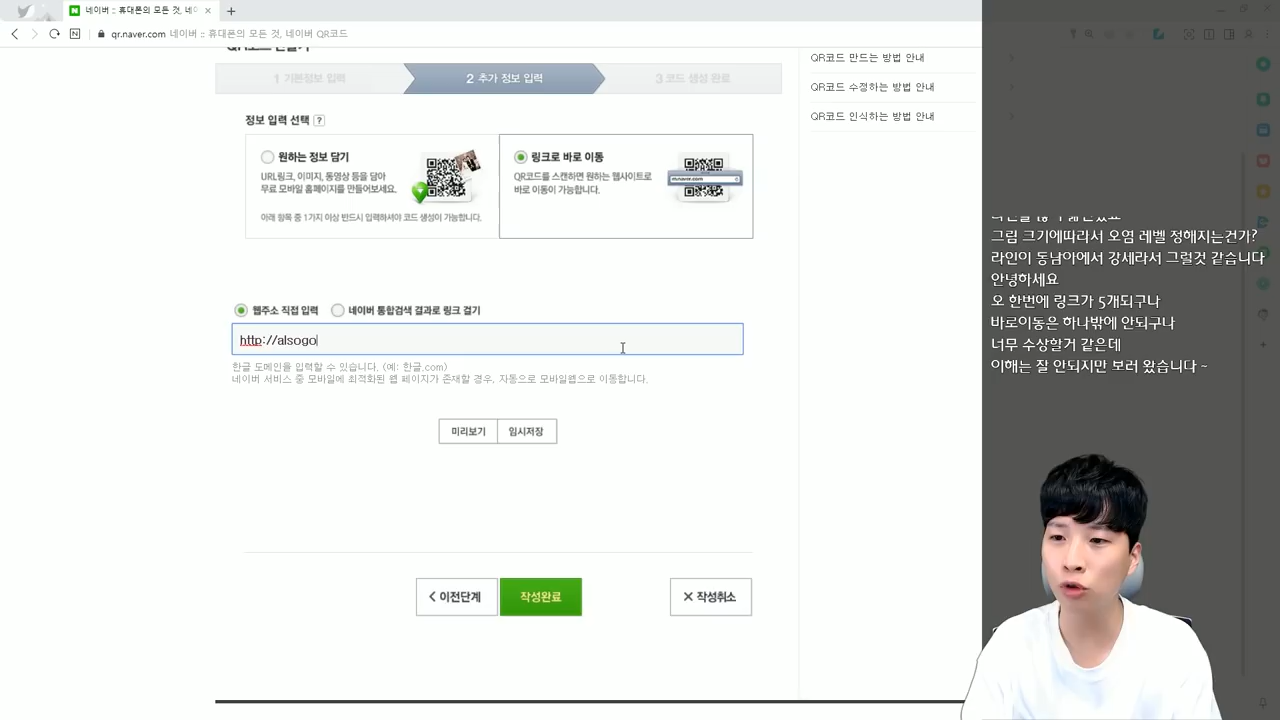 네이버 :: 휴대폰의 모든 것, 네이
qr.naver.com 네이버 :: 휴대폰의 모든 것, 네이버 QR코드
1 기본정보 입력
2 추가 정보 입력
3 코드 생성 완료
정보 입력 선택 ?
원하는 정보 담기
URL링크, 이미지, 동영상 등을 담아
무료 모바일 홈페이지를 만들어보세요.
아래 항목 중 1가지 이상 반드시 입력하셔야 코드 생성이 가능합니다.
링크로 바로 이동
QR코드를 스캔하면 원하는 웹사이트로
바로 이동이 가능합니다.
m.naver.com
웹주소 직접 입력
네이버 통합검색 결과로 링크 걸기
http://alsogo
한글 도메인을 입력할 수 있습니다. (예: 한글.com)
네이버 서비스 중 모바일에 최적화된 웹 페이지가 존재할 경우, 자동으로 모바일웹으로 이동합니다.
미리보기
임시저장
이전단계
작성완료
작성취소
QR코드 만드는 방법 안내
QR코드 수정하는 방법 안내
QR코드 인식하는 방법 안내
그림 크기에따라서 오염 레벨 정해지는건가?
라인이 동남아에서 강세라서 그럴것 같습니다
안녕하세요
오 한번에 링크가 5개되구나
바로이동은 하나밖에 안되구나
너무 수상할거 같은데
이해는 잘 안되지만 보러 왔습니다 ~